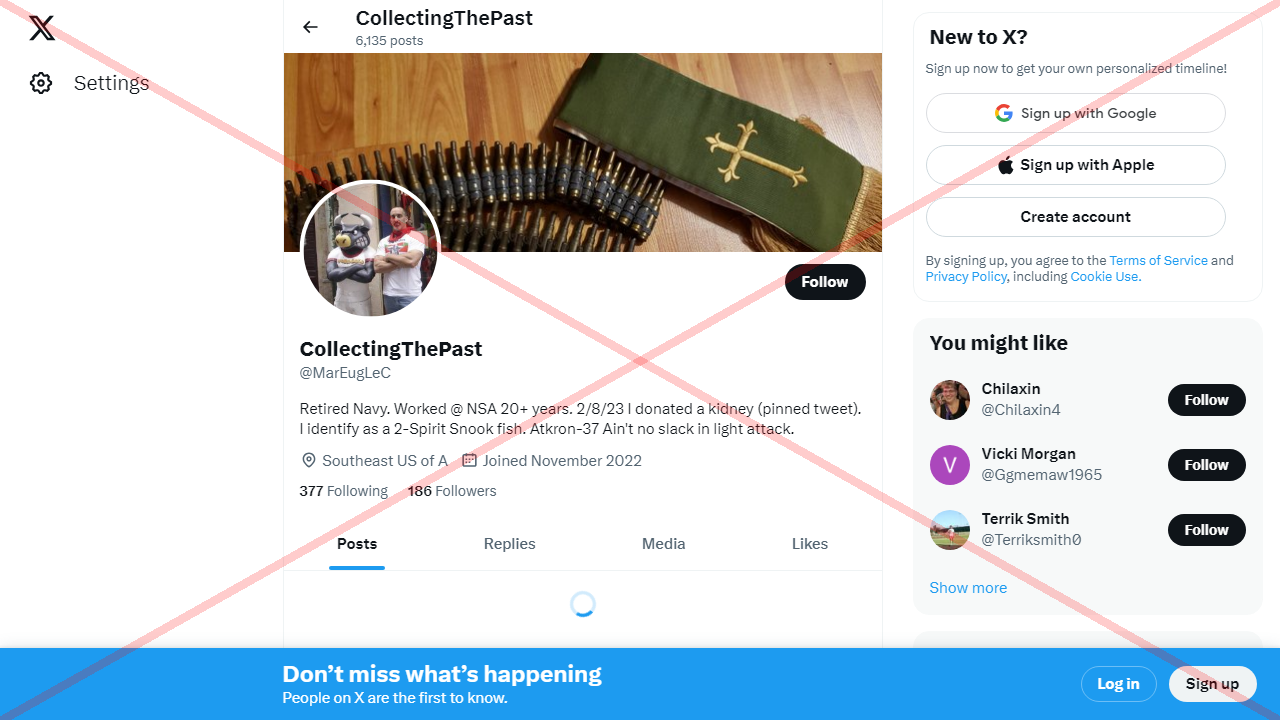 Settings
CollectingThePast
6,135 posts
Follow
CollectingThePast
@MarEugLeC
Retired Navy. Worked @ NSA 20+ years. 2/8/23 I donated a kidney (pinned tweet).
I identify as a 2-Spirit Snook fish. Atkron-37 Ain't no slack in light attack.
Southeast US of A Joined November 2022
377 Following 186 Followers
Posts Replies Media Likes
New to X?
Sign up now to get your own personalized timeline!
Sign up with Google
Sign up with Apple
Create account
By signing up, you agree to the Terms of Service and
Privacy Policy, including Cookie Use.
You might like
Chilaxin
@Chilaxin4
Follow
Vicki Morgan
@Ggmemaw1965
Follow
V
Terrik Smith
@Terriksmith0
Follow
Show more
Don’t miss what’s happening
People on X are the first to know.
Log in
Sign up